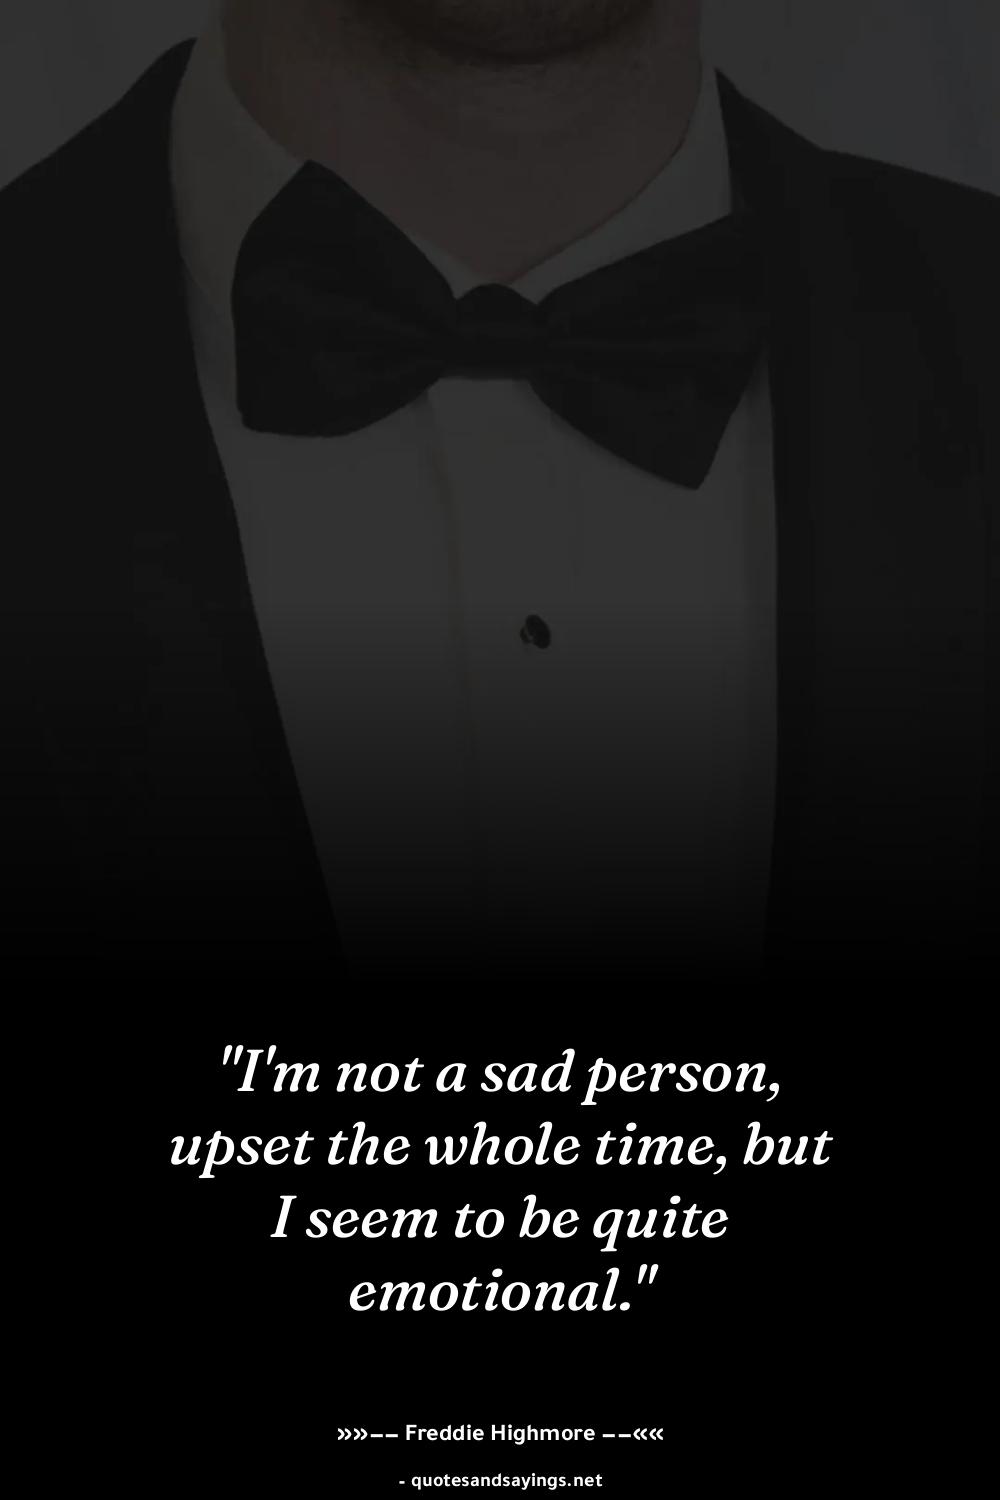 "I'm not a sad person,
upset the whole time, but
I seem to be quite
emotional."
»»−− Freddie Highmore −−««
- quotesandsayings.net